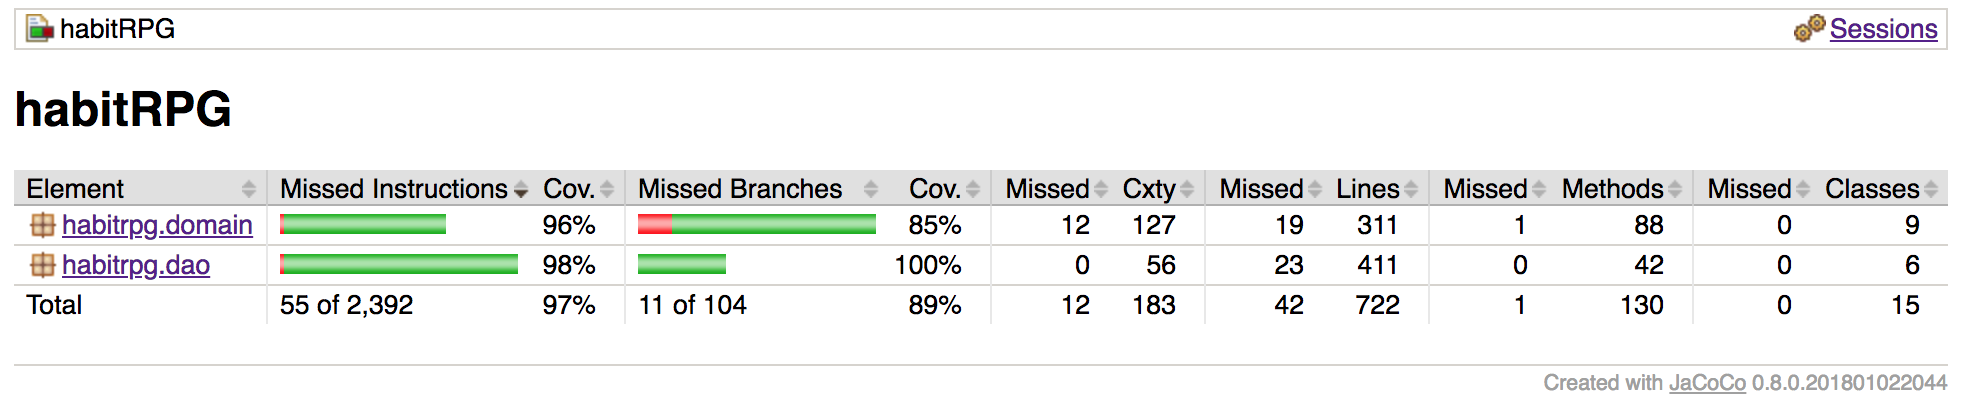 habitRPG Sessions
habitRPG
Element Missed Instructions Cov. Missed Branches Cov. Missed Cxty Missed Lines Missed Methods Missed Classes
habitrpg.domain 96% 85% 12 127 19 311 1 88 0 9
habitrpg.dao 98% 100% 0 56 23 411 0 42 0 6
Total 55 of 2,392 97% 11 of 104 89% 12 183 42 722 1 130 0 15
Created with JaCoCo 0.8.0.201801022044